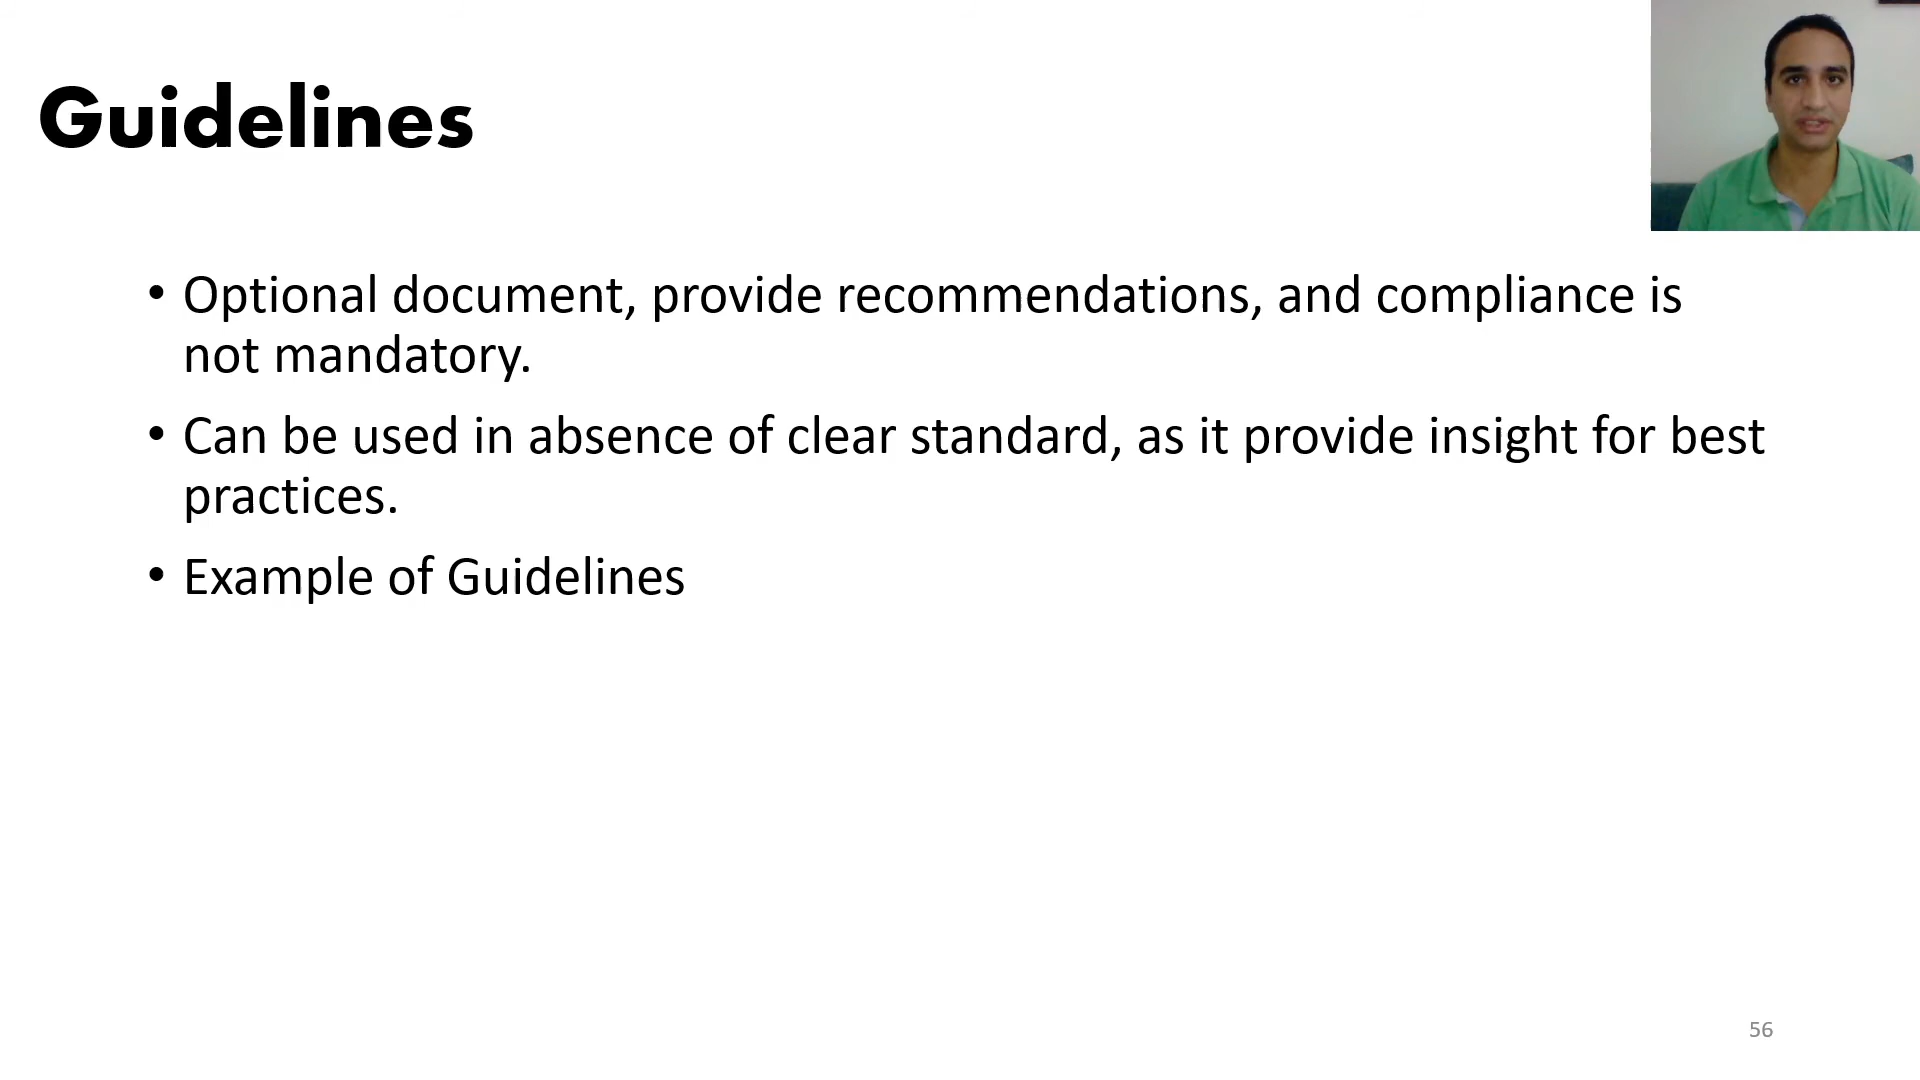 Guidelines
• Optional document, provide recommendations, and compliance is
not mandatory.
• Can be used in absence of clear standard, as it provide insight for best
practices.
• Example of Guidelines
56